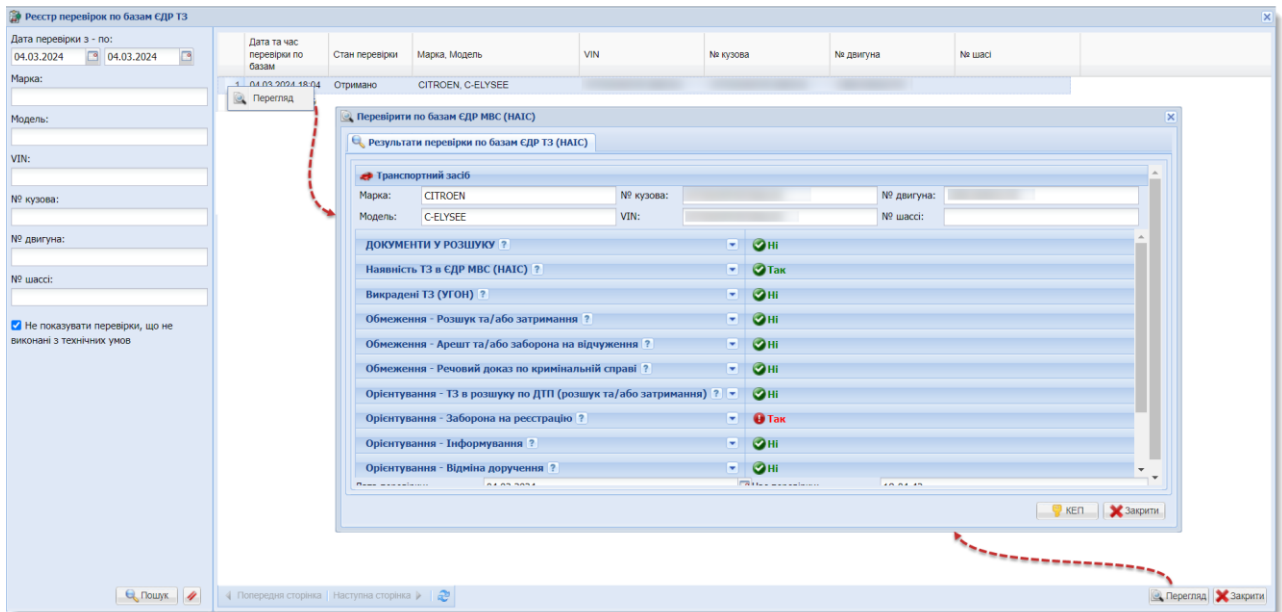 Реєстр перевірок по базам ЄДР ТЗ
Дата перевірки з - по:
04.03.2024 04.03.2024
Марка:
Модель:
VIN:
№ кузова:
№ двигуна:
№ шассі:
Не показувати перевірки, що не
виконані з технічних умов
Пошук
Дата та час
перевірки по
базам
Стан перевірки
Марка, Модель
VIN
№ кузова
№ двигуна
№ шасі
1 04.03.2024 18:04 Отримано CITROEN, C-ELYSEE
Перегляд
Перевірити по базам ЄДР МВС (НАІС)
Результати перевірки по базам ЄДР ТЗ (НАІС)
Транспортний засіб
Марка: CITROEN № кузова: № двигуна:
Модель: C-ELYSEE VIN: № шассі:
ДОКУМЕНТИ У РОЗШУКУ ? Ні
Наявність ТЗ в ЄДР МВС (НАІС) ? Так
Викрадені ТЗ (УГОН) ? Ні
Обмеження - Розшук та/або затримання ? Ні
Обмеження - Арешт та/або заборона на відчуження ? Ні
Обмеження - Речовий доказ по кримінальній справі ? Ні
Орієнтування - ТЗ в розшуку по ДТП (розшук та/або затримання) ? Ні
Орієнтування - Заборона на реєстрацію ? Так
Орієнтування - Інформування ? Ні
Орієнтування - Відміна доручення ? Ні
КЕП Закрити
Попередня сторінка Наступна сторінка
Перегляд Закрити